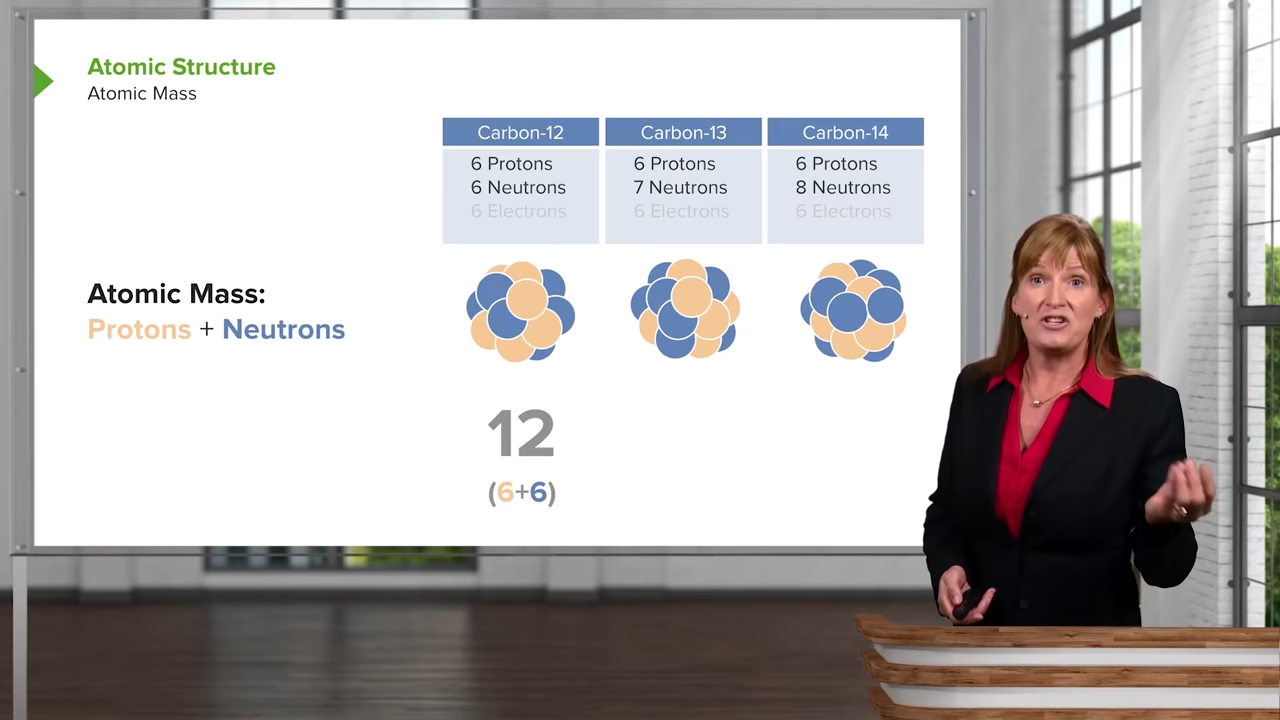 Atomic Structure
Atomic Mass
Carbon-12
6 Protons
6 Neutrons
6 Electrons
Carbon-13
6 Protons
7 Neutrons
6 Electrons
Carbon-14
6 Protons
8 Neutrons
6 Electrons
Atomic Mass:
Protons + Neutrons
12
(6+6)